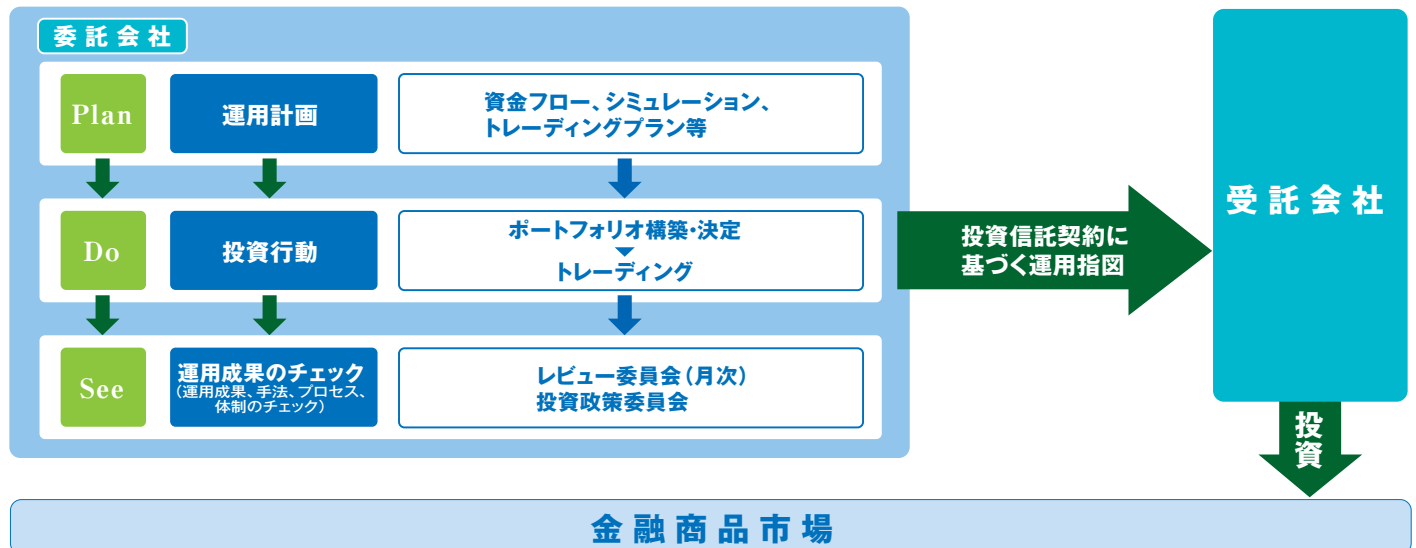 委託会社
Plan
運用計画
資金フロー、シミュレーション、
トレーディングプラン等
Do
投資行動
ポートフォリオ構築・決定
トレーディング
See
運用成果のチェック
（運用成果、手法、プロセス、
体制のチェック）
レビュー委員会（月次）
投資政策委員会
投資信託契約に
基づく運用指図
受託会社
投資
金融商品市場